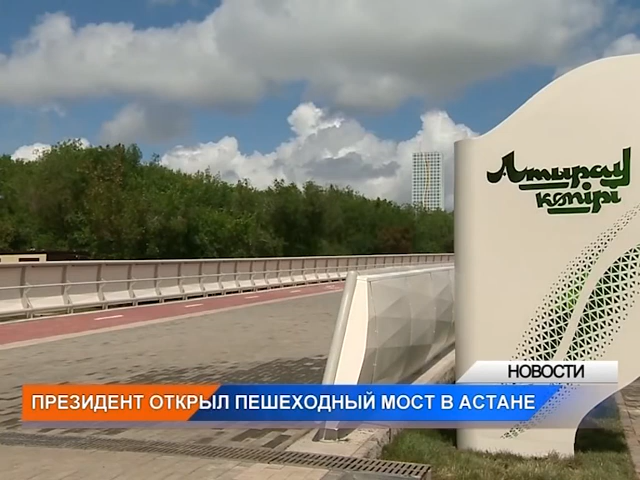 Атырау
көпірі
НОВОСТИ
ПРЕЗИДЕНТ ОТКРЫЛ ПЕШЕХОДНЫЙ МОСТ В АСТАНЕ